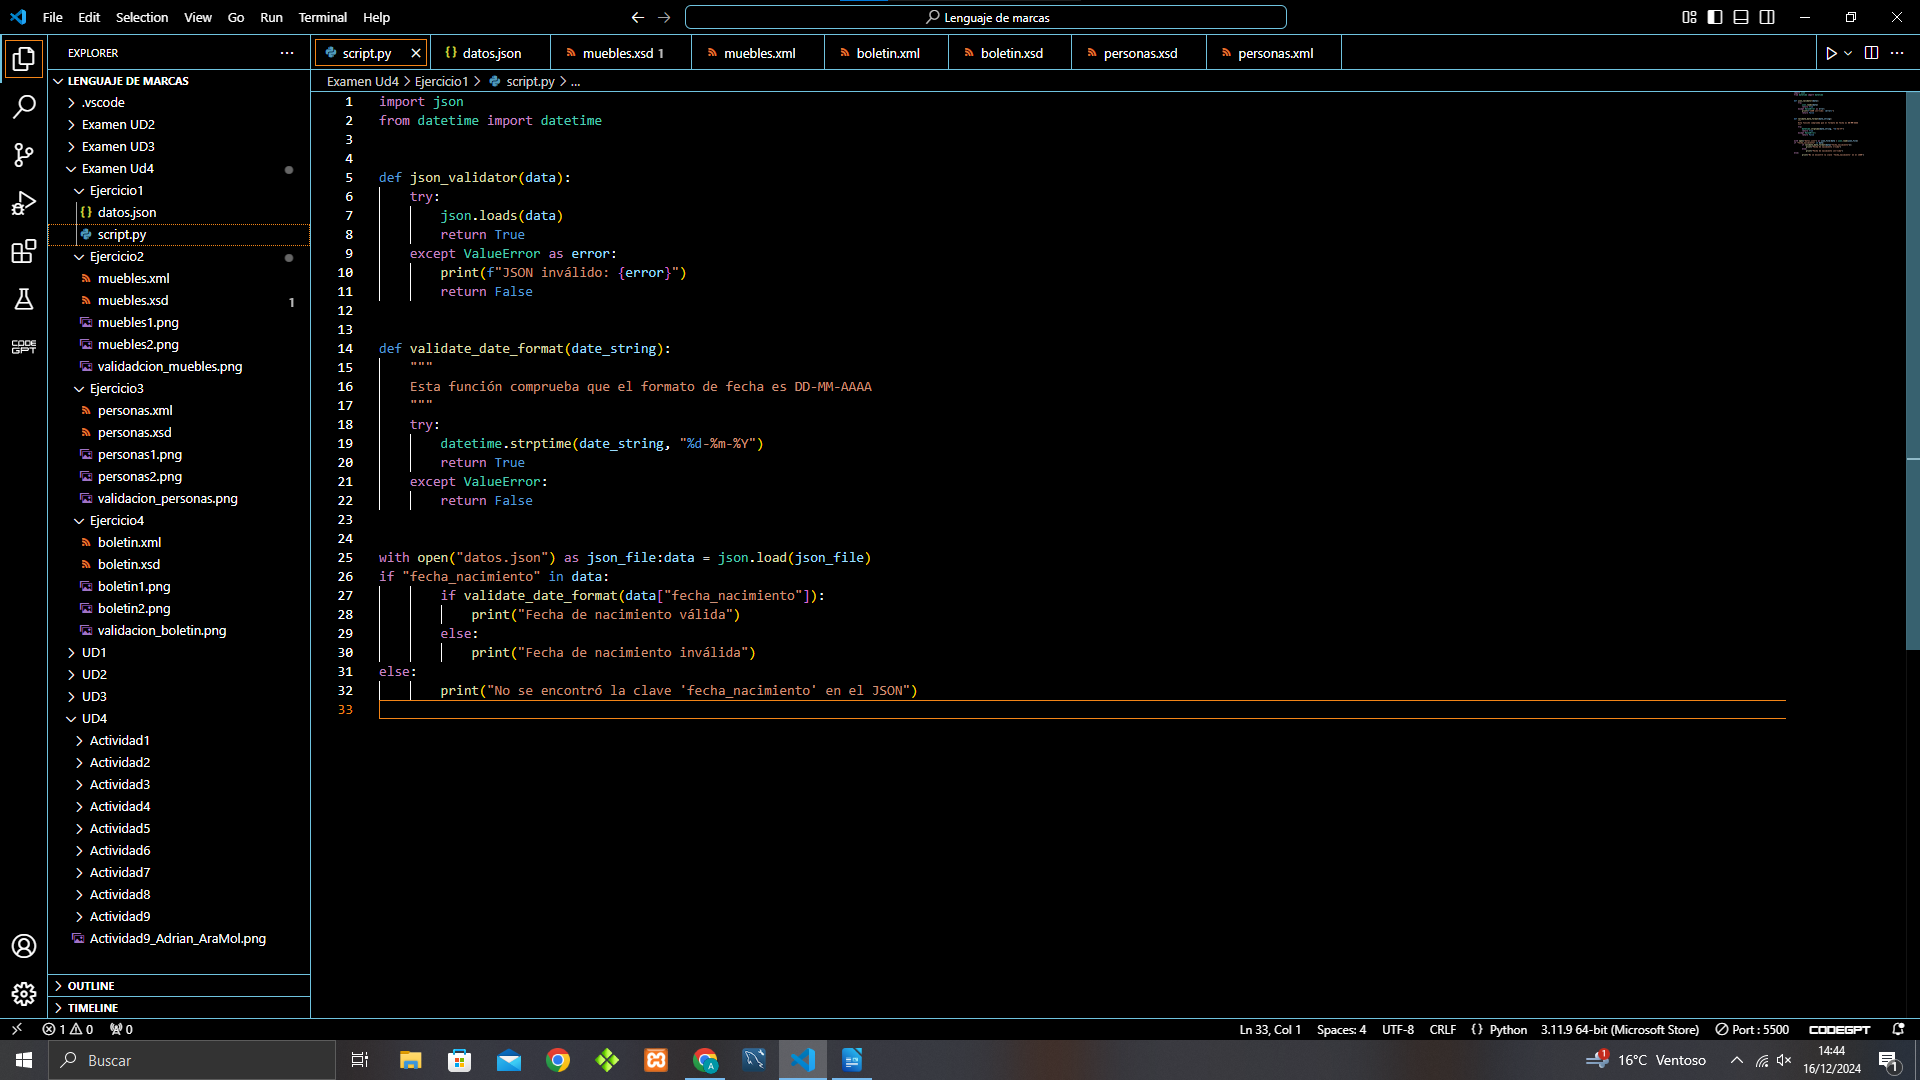 File Edit Selection View Go Run Terminal Help
Lenguaje de marcas
EXPLORER
script.py
datos.json
muebles.xsd 1
muebles.xml
boletin.xml
boletin.xsd
personas.xsd
personas.xml
LENGUAJE DE MARCAS
.vscode
Examen UD2
Examen UD3
Examen Ud4
Ejercicio1
datos.json
script.py
Ejercicio2
muebles.xml
muebles.xsd 1
muebles1.png
muebles2.png
validadcion_muebles.png
Ejercicio3
personas.xml
personas.xsd
personas1.png
personas2.png
validacion_personas.png
Ejercicio4
boletin.xml
boletin.xsd
boletin1.png
boletin2.png
validacion_boletin.png
UD1
UD2
UD3
UD4
Actividad1
Actividad2
Actividad3
Actividad4
Actividad5
Actividad6
Actividad7
Actividad8
Actividad9
Actividad9_Adrian_AraMol.png
OUTLINE
TIMELINE
CODE
GPT
Examen Ud4 > Ejercicio1 > script.py > ...
1 import json
2 from datetime import datetime
3
4
5 def json_validator(data):
6 try:
7 json.loads(data)
8 return True
9 except ValueError as error:
10 print(f"JSON inválido: {error}")
11 return False
12
13
14 def validate_date_format(date_string):
15 """
16 Esta función comprueba que el formato de fecha es DD-MM-AAAA
17 """
18 try:
19 datetime.strptime(date_string, "%d-%m-%Y")
20 return True
21 except ValueError:
22 return False
23
24
25 with open("datos.json") as json_file:data = json.load(json_file)
26 if "fecha_nacimiento" in data:
27 if validate_date_format(data["fecha_nacimiento"]):
28 print("Fecha de nacimiento válida")
29 else:
30 print("Fecha de nacimiento inválida")
31 else:
32 print("No se encontró la clave 'fecha_nacimiento' en el JSON")
33
1 0 0 Ln 33, Col 1 Spaces: 4 UTF-8 CRLF {} Python 3.11.9 64-bit (Microsoft Store) Port : 5500 CODEGPT
Buscar
A
1
16°C Ventoso
14:44
16/12/2024
1